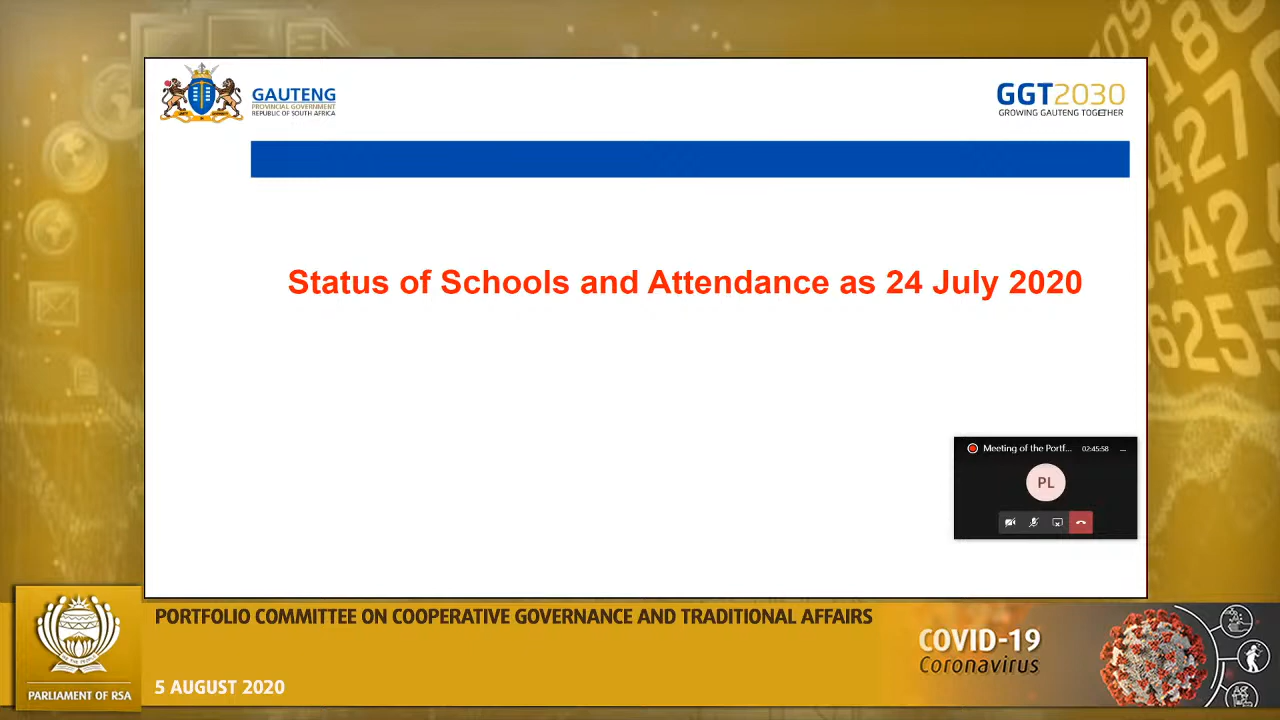 GAUTENG
PROVINCIAL GOVERNMENT
REPUBLIC OF SOUTH AFRICA
GGT2030
GROWING GAUTENG TOGETHER
Status of Schools and Attendance as 24 July 2020
Meeting of the Portf... 02:45:58
PL
PORTFOLIO COMMITTEE ON COOPERATIVE GOVERNANCE AND TRADITIONAL AFFAIRS
COVID-19
Coronavirus
PARLIAMENT OF RSA
5 AUGUST 2020